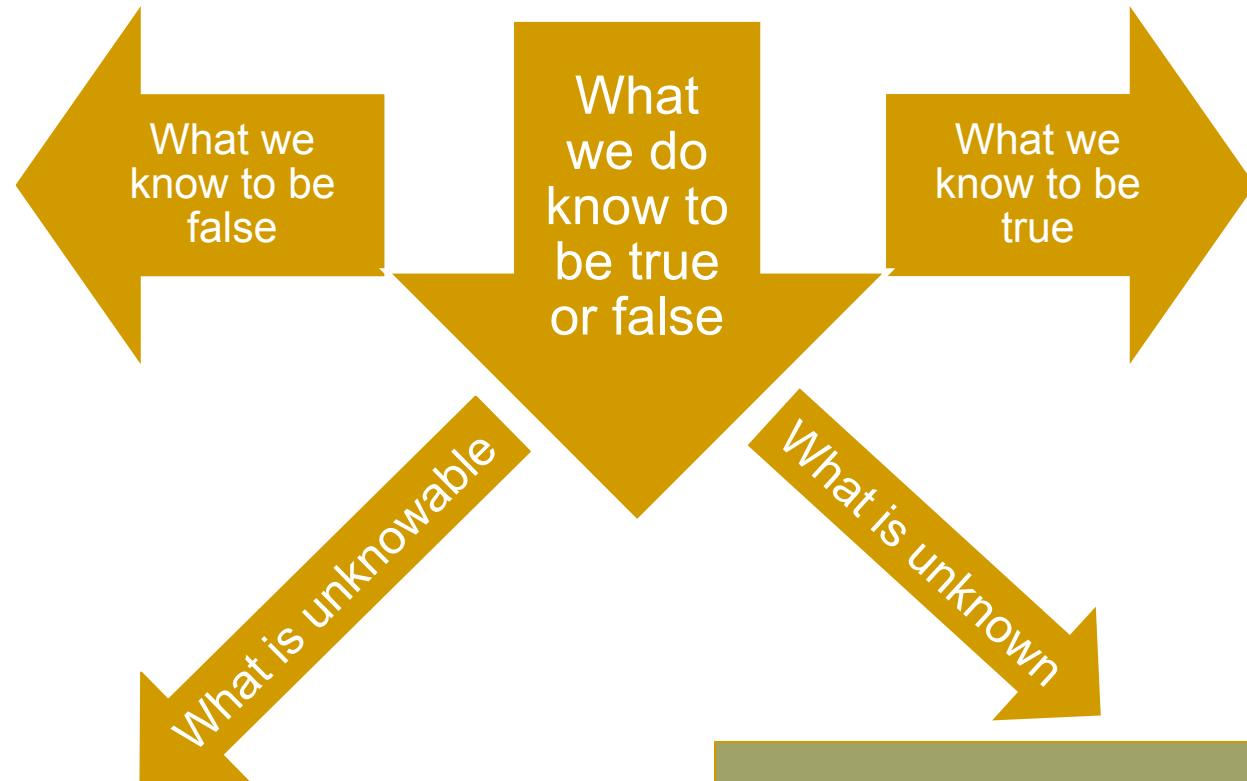 What we
know to be
false
What
we do
know to
be true
or false
What we
know to be
true
What is unknowable
What is unknown